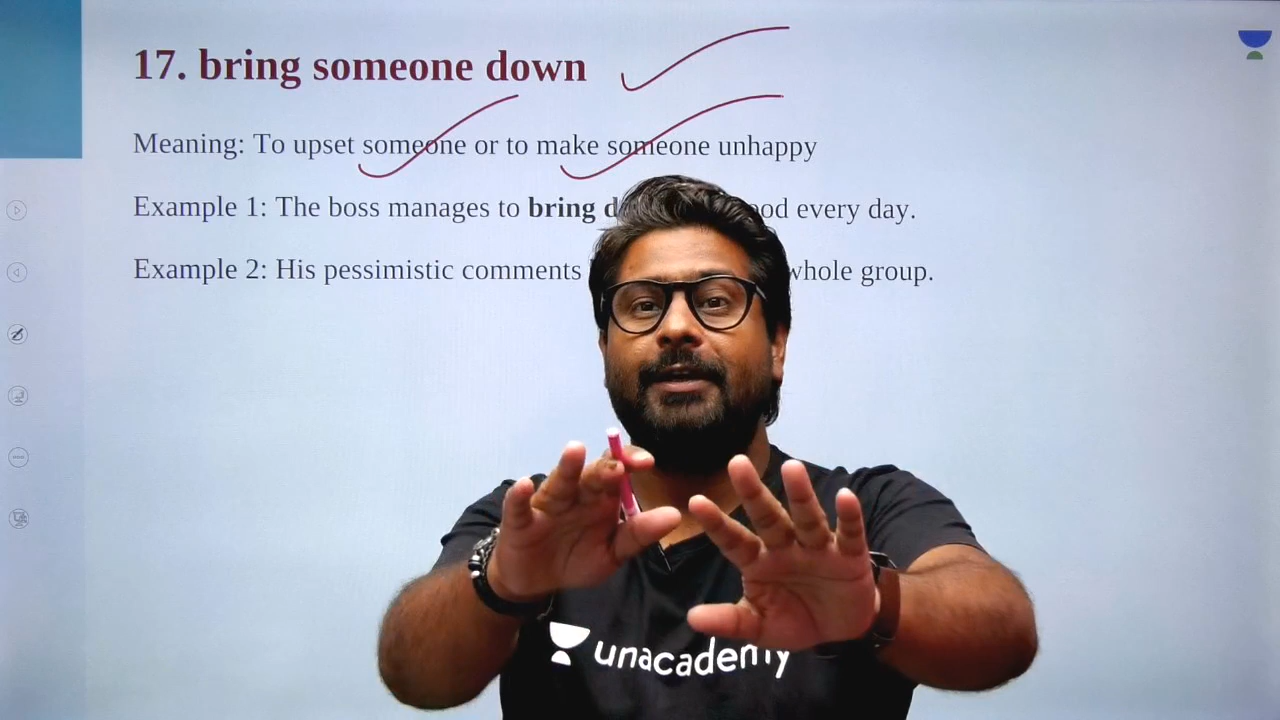 17. bring someone down
Meaning: To upset someone or to make someone unhappy
Example 1: The boss manages to bring every day.
Example 2: His pessimistic comments whole group.
unacademy